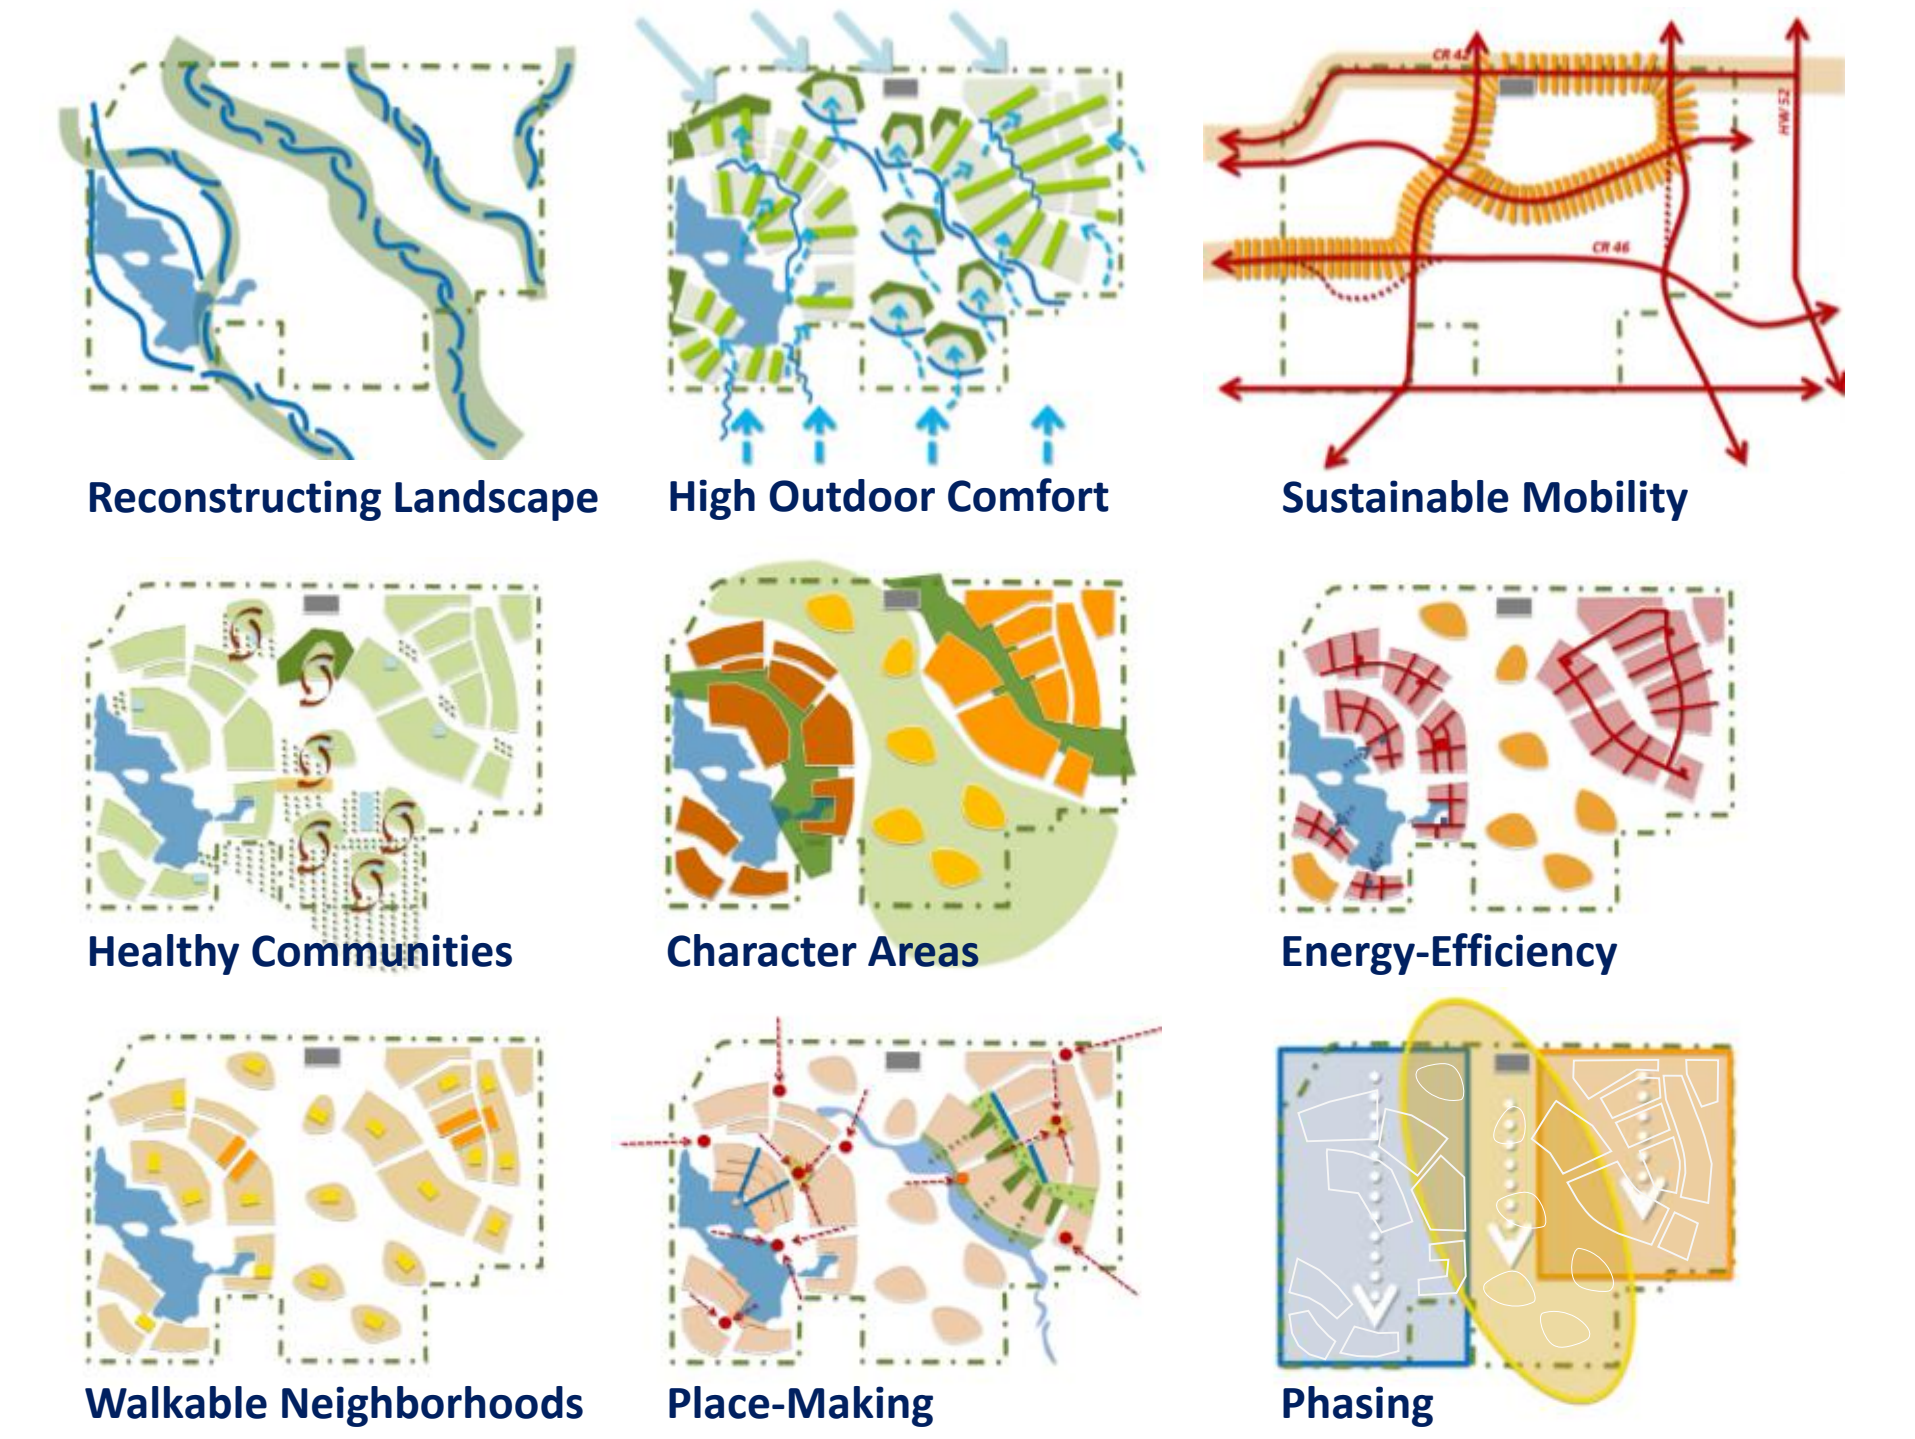 CR 42
HW 52
CR 46
Reconstructing Landscape
High Outdoor Comfort
Sustainable Mobility
Healthy Communities
Character Areas
Energy-Efficiency
Walkable Neighborhoods
Place-Making
Phasing